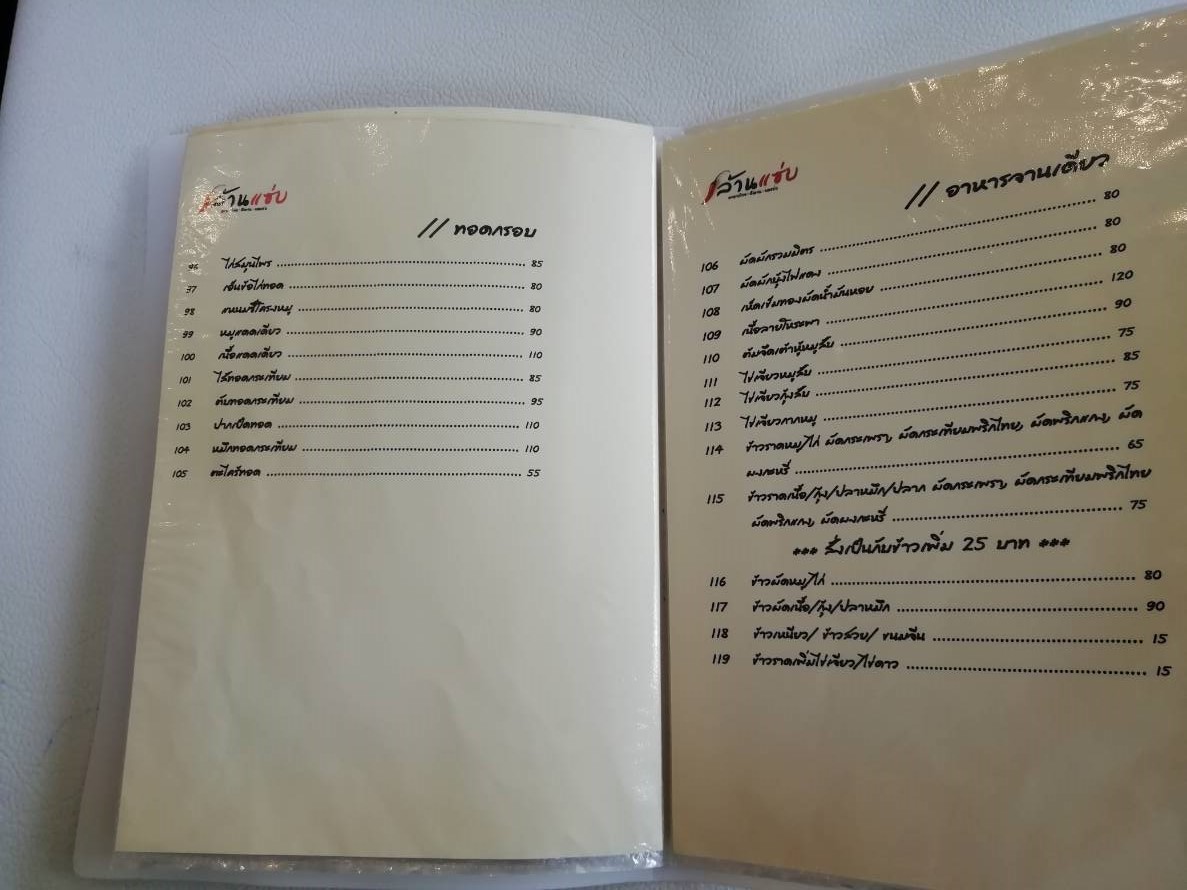 ล้านแซ่บ
// ทอดกรอบ
96 ไก่สมุนไพร 85
97 เอ็นข้อไก่ทอด 80
98 แหนมซี่โครงหมู 80
99 หมูแดดเดียว 90
100 เนื้อแดดเดียว 110
101 ไส้ทอดกระเทียม 85
102 ตับทอดกระเทียม 95
103 ปากเป็ดทอด 110
104 หมึกทอดกระเทียม 110
105 ตะไคร้ทอด 55
ล้านแซ่บ
// อาหารจานเดียว
106 ผัดผักรวมมิตร 80
107 ผัดผักบุ้งไฟแดง 80
108 เห็ดเข็มทองผัดน้ำมันหอย 80
109 เนื้อลายโหระพา 120
110 ต้มจืดเต้าหู้หมูสับ 90
111 ไข่เจียวหมูสับ 75
112 ไข่เจียวกุ้งสับ 85
113 ไข่เจียวกากหมู 75
114 ข้าวราดหมู/ไก่ ผัดกระเพรา, ผัดกระเทียมพริกไทย, ผัดพริกแกง, ผัด
ผงกะหรี่ 65
115 ข้าวราดเนื้อ/กุ้ง/ปลาหมึก/ปลาก ผัดกระเพรา, ผัดกระเทียมพริกไทย
ผัดพริกแกง, ผัดผงกะหรี่ 75
*** สั่งเป็นกับข้าวเพิ่ม 25 บาท ***
116 ข้าวผัดหมู/ไก่ 80
117 ข้าวผัดเนื้อ/กุ้ง/ปลาหมึก 90
118 ข้าวเหนียว/ ข้าวสวย/ ขนมจีน 15
119 ข้าวราดเพิ่มไข่เจียว/ไข่ดาว 15